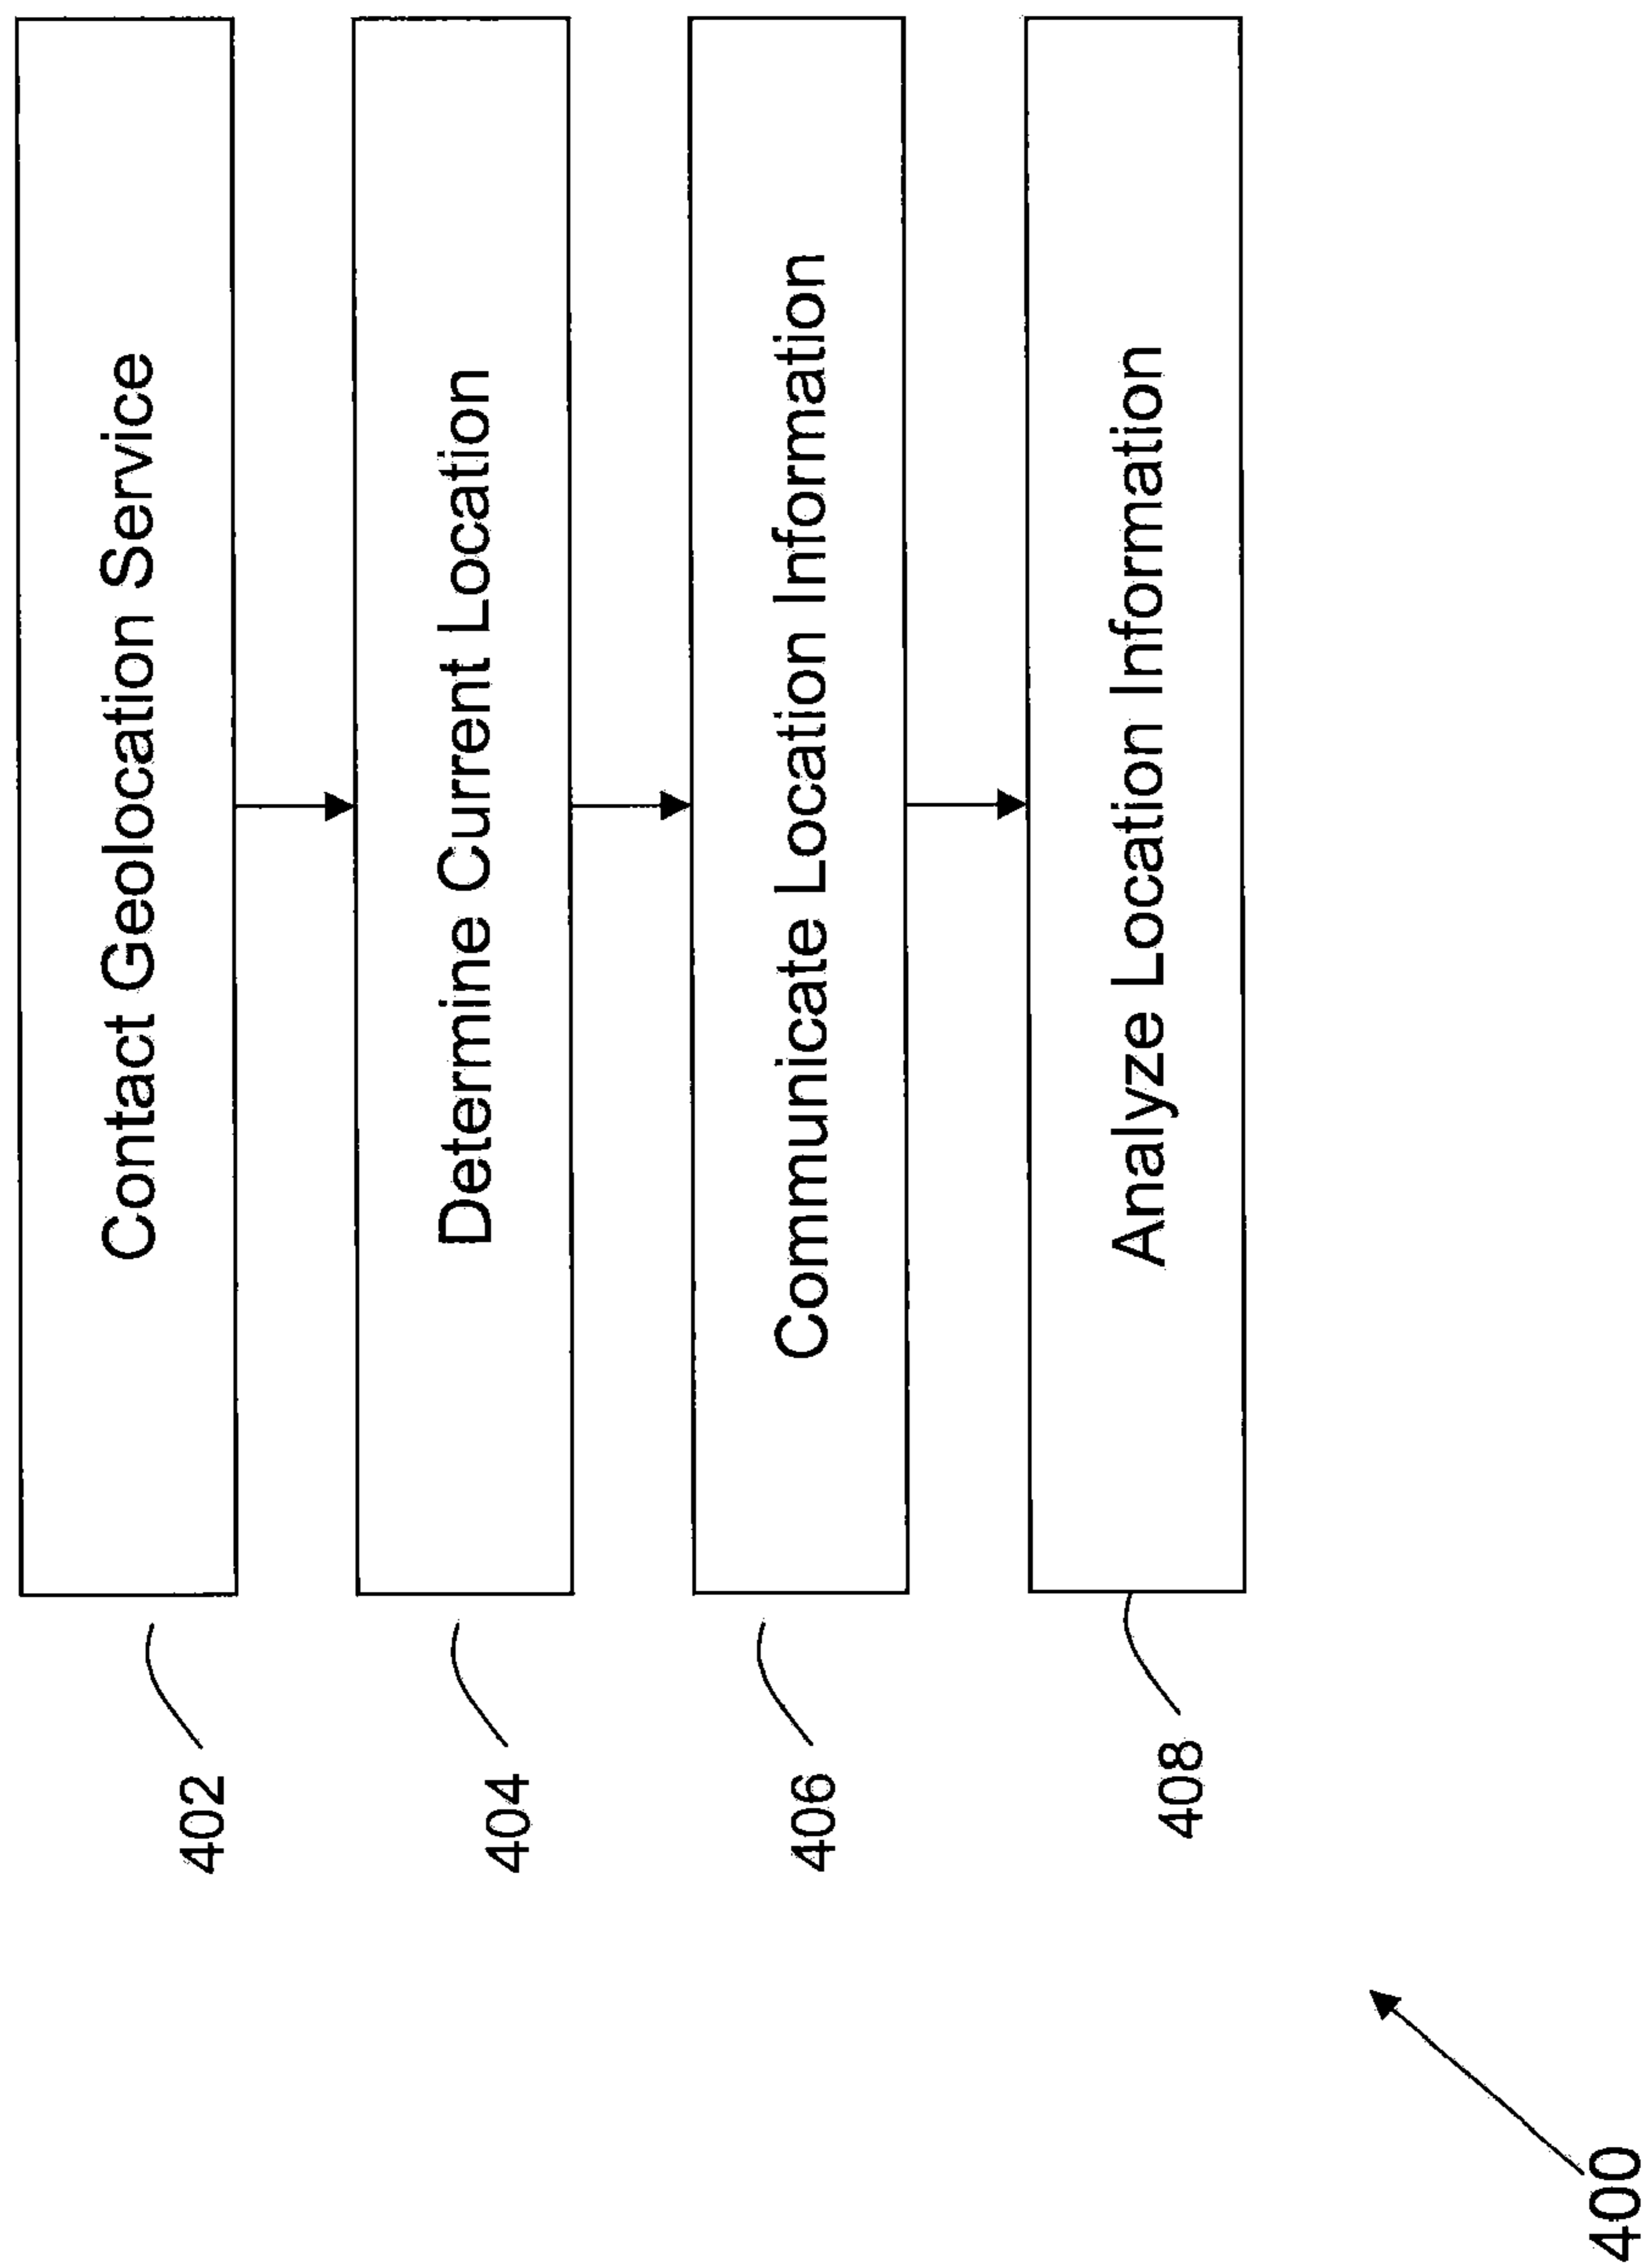 402
Contact Geolocation Service
404
Determine Current Location
406
Communicate Location Information
408
Analyze Location Information
400